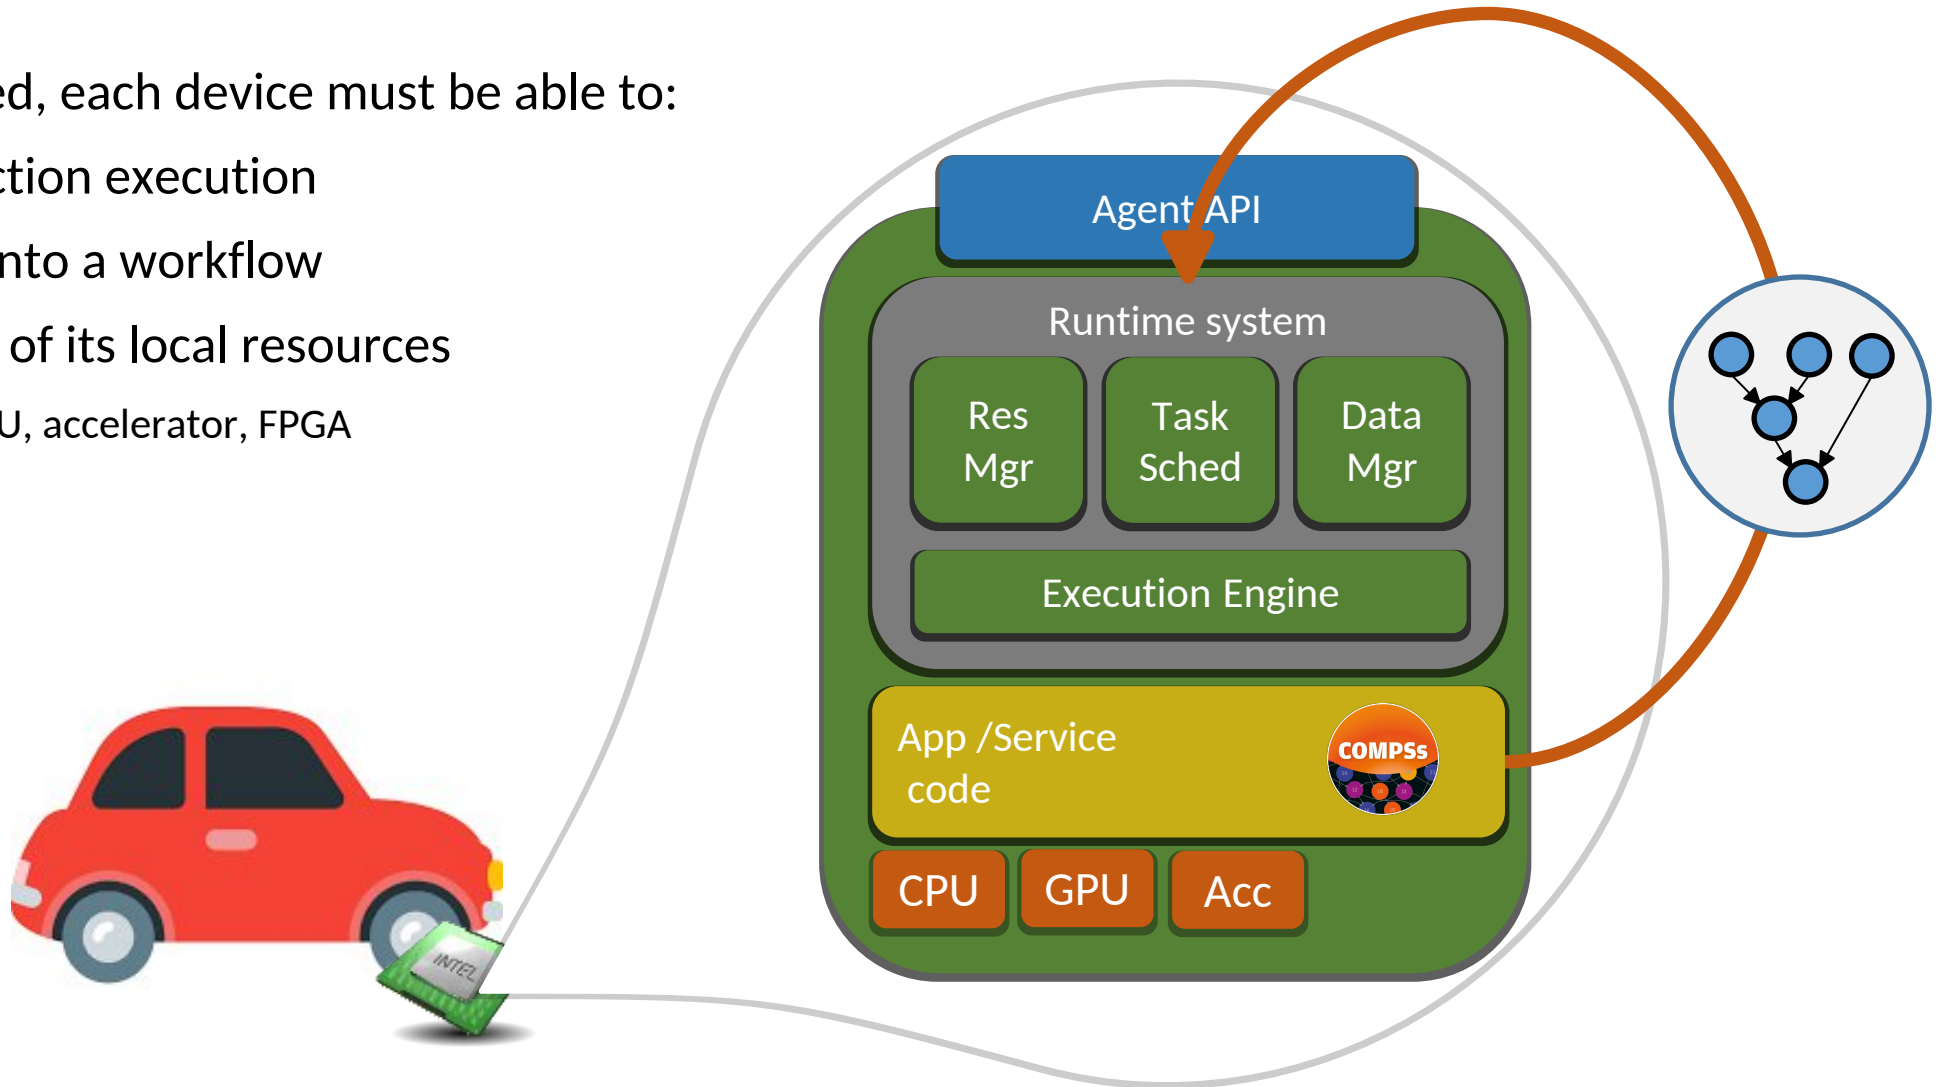 ed, each device must be able to:
ction execution
nto a workflow
of its local resources
U, accelerator, FPGA
Agent API
Runtime system
Res
Mgr
Task
Sched
Data
Mgr
Execution Engine
App /Service
code
COMPSs
CPU
GPU
Acc
INTEL